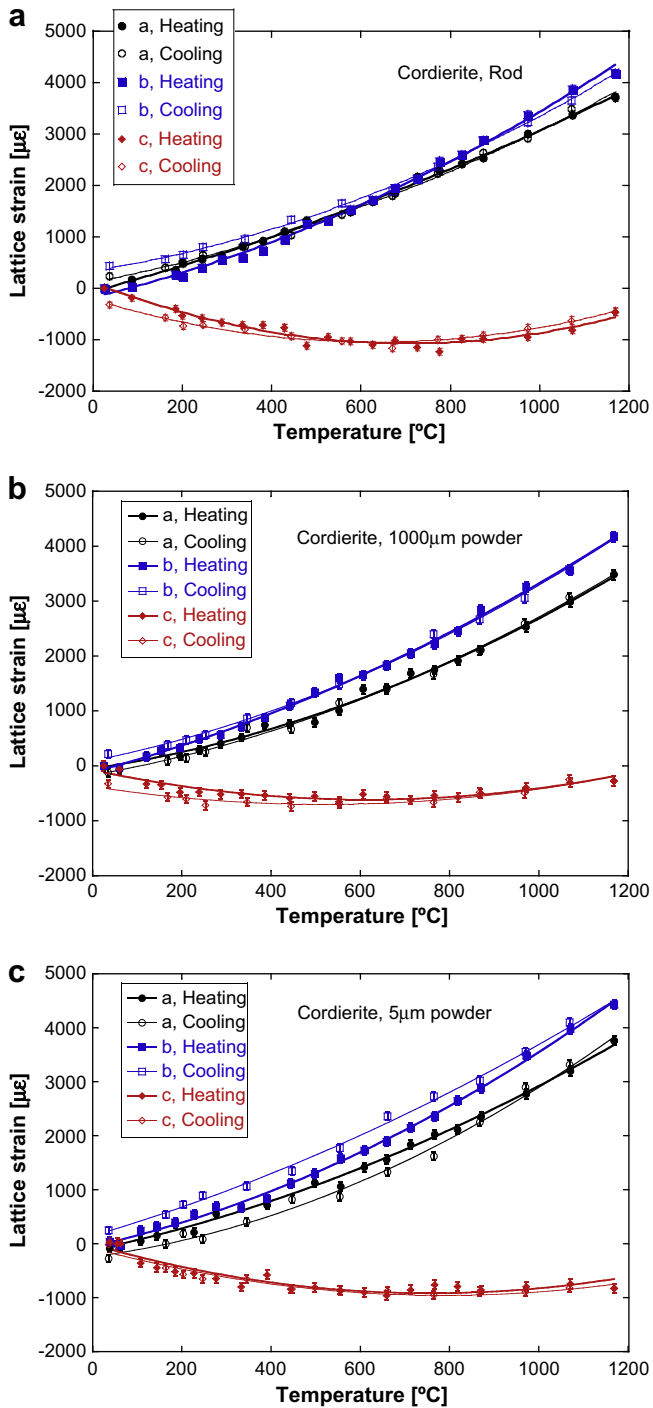 a
5000
4000
3000
2000
1000
0
-1000
-2000
Lattice strain [µε]
a, Heating
a, Cooling
b, Heating
b, Cooling
c, Heating
c, Cooling
Cordierite, Rod
0 200 400 600 800 1000 1200
Temperature [ºC]
b
5000
4000
3000
2000
1000
0
-1000
-2000
Lattice strain [µε]
a, Heating
a, Cooling
b, Heating
b, Cooling
c, Heating
c, Cooling
Cordierite, 1000µm powder
0 200 400 600 800 1000 1200
Temperature [ºC]
c
5000
4000
3000
2000
1000
0
-1000
-2000
Lattice strain [µε]
a, Heating
a, Cooling
b, Heating
b, Cooling
c, Heating
c, Cooling
Cordierite, 5µm powder
0 200 400 600 800 1000 1200
Temperature [ºC]